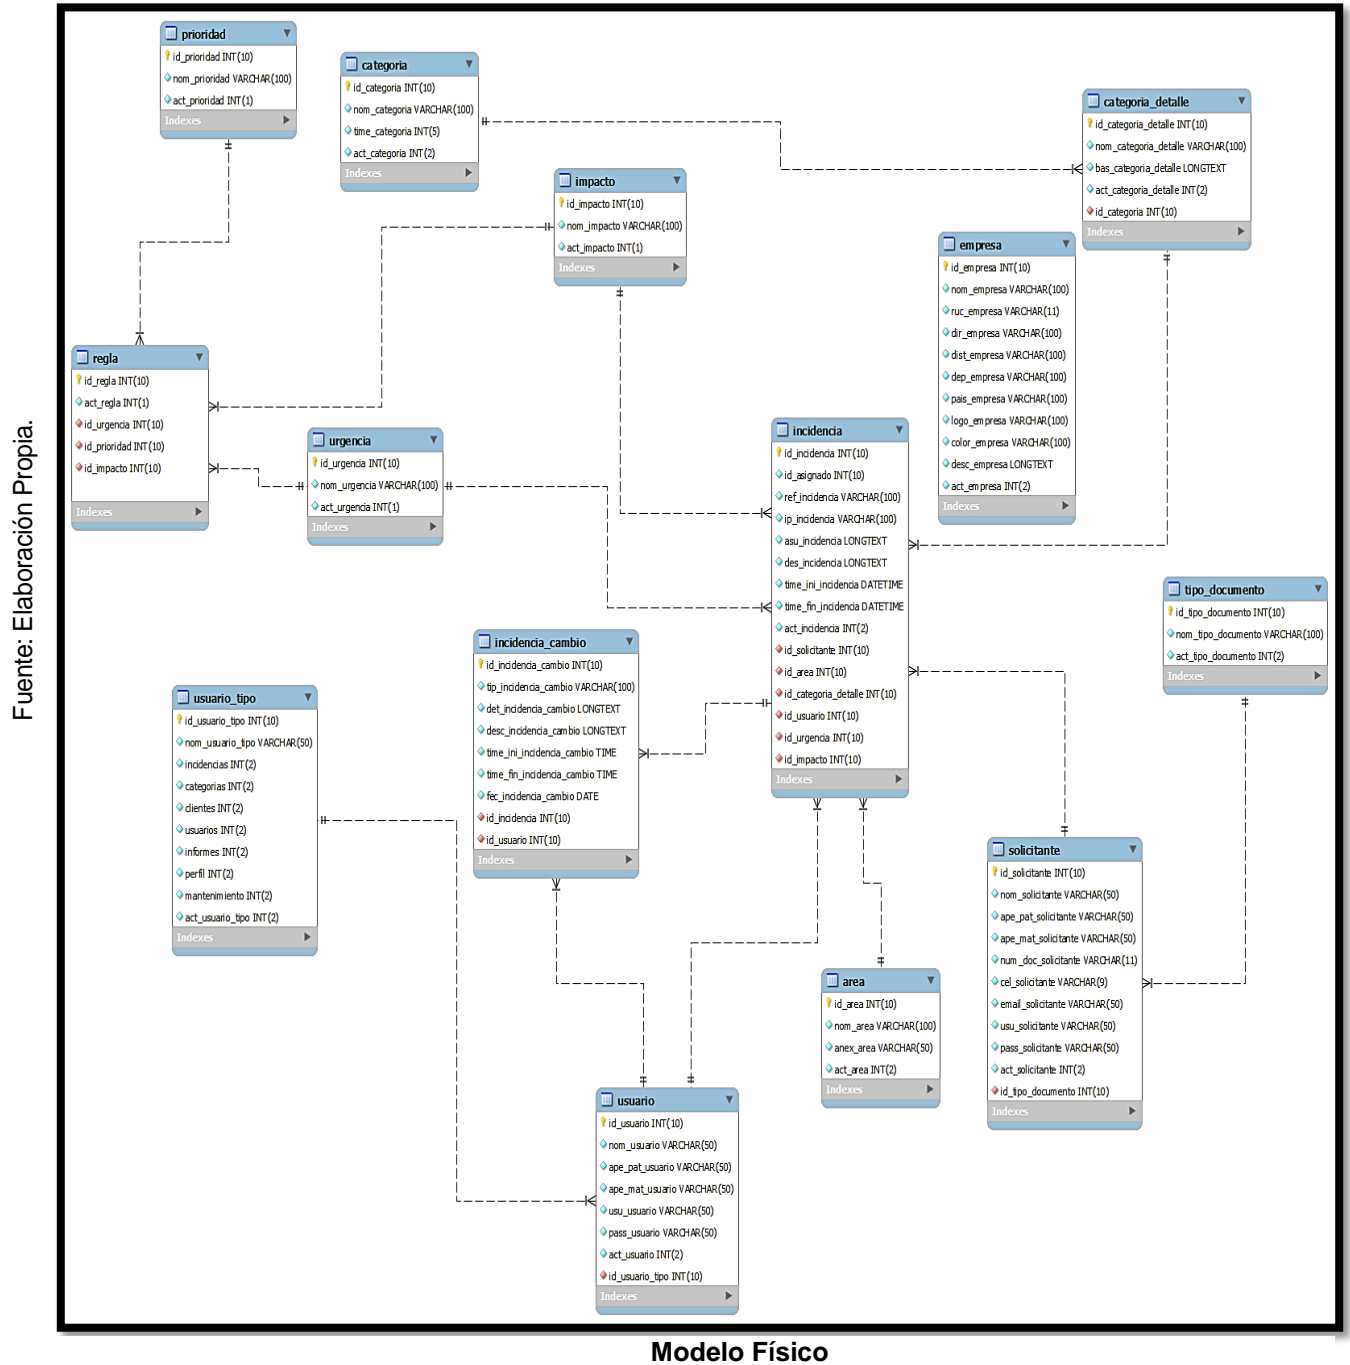 prioridad
id_prioridad INT(10)
nom_prioridad VARCHAR(100)
act_prioridad INT(1)
Indexes
categoria
id_categoria INT(10)
nom_categoria VARCHAR(100)
time_categoria INT(5)
act_categoria INT(2)
Indexes
categoria_detalle
id_categoria_detalle INT(10)
nom_categoria_detalle VARCHAR(100)
bas_categoria_detalle LONGTEXT
act_categoria_detalle INT(2)
id_categoria INT(10)
Indexes
impacto
id_impacto INT(10)
nom_impacto VARCHAR(100)
act_impacto INT(1)
Indexes
empresa
id_empresa INT(10)
nom_empresa VARCHAR(100)
ruc_empresa VARCHAR(11)
dir_empresa VARCHAR(100)
dist_empresa VARCHAR(100)
dep_empresa VARCHAR(100)
pais_empresa VARCHAR(100)
logo_empresa VARCHAR(100)
color_empresa VARCHAR(100)
desc_empresa LONGTEXT
act_empresa INT(2)
Indexes
regla
id_regla INT(10)
act_regla INT(1)
id_urgencia INT(10)
id_prioridad INT(10)
id_impacto INT(10)
Indexes
urgencia
id_urgencia INT(10)
nom_urgencia VARCHAR(100)
act_urgencia INT(1)
Indexes
incidencia
id_incidencia INT(10)
id_asignado INT(10)
ref_incidencia VARCHAR(100)
ip_incidencia VARCHAR(100)
asu_incidencia LONGTEXT
des_incidencia LONGTEXT
time_ini_incidencia DATETIME
time_fin_incidencia DATETIME
act_incidencia INT(2)
id_solicitante INT(10)
id_area INT(10)
id_categoria_detalle INT(10)
id_usuario INT(10)
id_urgencia INT(10)
id_impacto INT(10)
Indexes
tipo_documento
id_tipo_documento INT(10)
nom_tipo_documento VARCHAR(100)
act_tipo_documento INT(2)
Indexes
incidencia_cambio
id_incidencia_cambio INT(10)
tip_incidencia_cambio VARCHAR(100)
det_incidencia_cambio LONGTEXT
desc_incidencia_cambio LONGTEXT
time_ini_incidencia_cambio TIME
time_fin_incidencia_cambio TIME
fec_incidencia_cambio DATE
id_incidencia INT(10)
id_usuario INT(10)
Indexes
usuario_tipo
id_usuario_tipo INT(10)
nom_usuario_tipo VARCHAR(50)
incidencias INT(2)
categorias INT(2)
clientes INT(2)
usuarios INT(2)
informes INT(2)
perfil INT(2)
mantenimiento INT(2)
act_usuario_tipo INT(2)
Indexes
solicitante
id_solicitante INT(10)
nom_solicitante VARCHAR(50)
ape_pat_solicitante VARCHAR(50)
ape_mat_solicitante VARCHAR(50)
num_doc_solicitante VARCHAR(11)
cel_solicitante VARCHAR(9)
email_solicitante VARCHAR(50)
usu_solicitante VARCHAR(50)
pass_solicitante VARCHAR(50)
act_solicitante INT(2)
id_tipo_documento INT(10)
Indexes
area
id_area INT(10)
nom_area VARCHAR(100)
anex_area VARCHAR(50)
act_area INT(2)
Indexes
usuario
id_usuario INT(10)
nom_usuario VARCHAR(50)
ape_pat_usuario VARCHAR(50)
ape_mat_usuario VARCHAR(50)
usu_usuario VARCHAR(50)
pass_usuario VARCHAR(50)
act_usuario INT(2)
id_usuario_tipo INT(10)
Indexes
Fuente: Elaboración Propia.
Modelo Físico